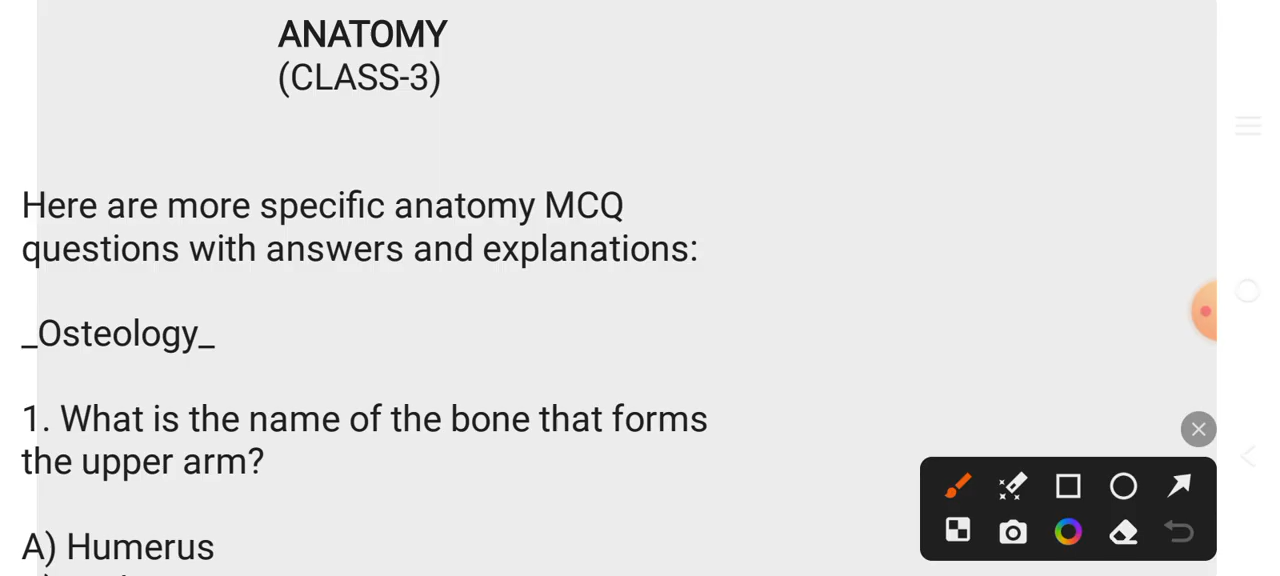 ANATOMY
(CLASS-3)
Here are more specific anatomy MCQ
questions with answers and explanations:
_Osteology_
1. What is the name of the bone that forms
the upper arm?
A) Humerus